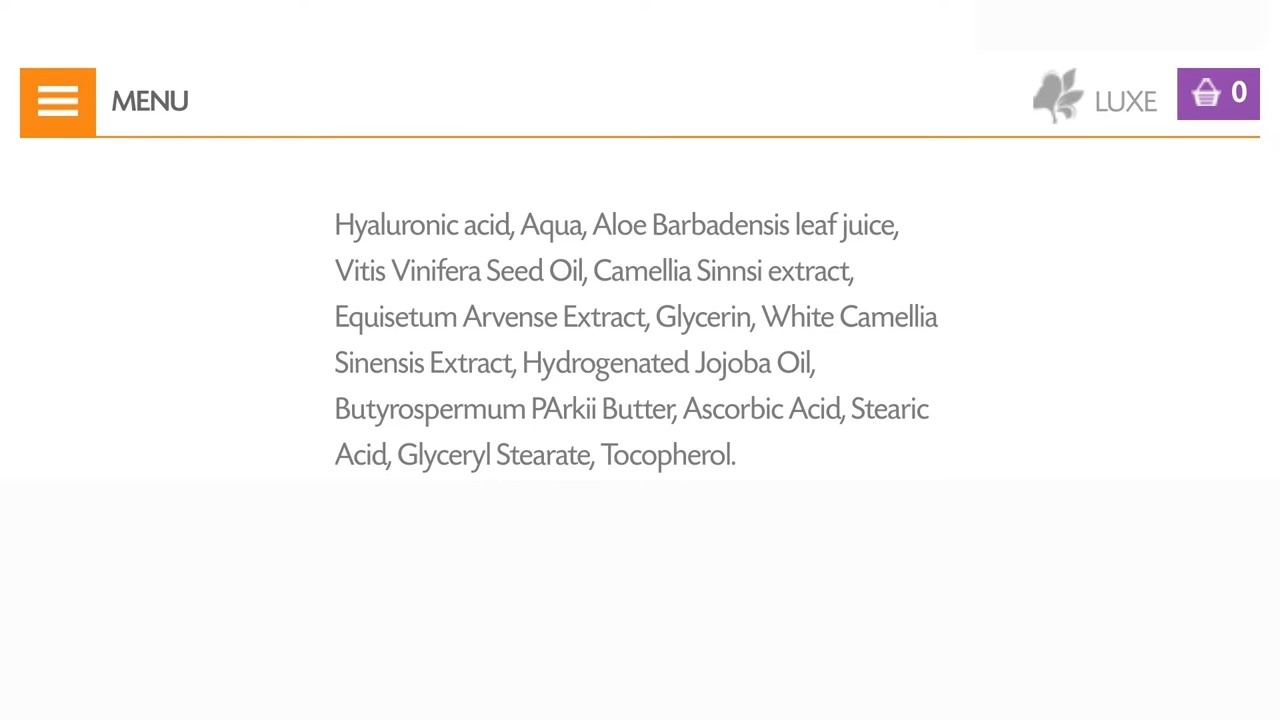 MENU
LUXE
0
Hyaluronic acid, Aqua, Aloe Barbadensis leaf juice,
Vitis Vinifera Seed Oil, Camellia Sinnsi extract,
Equisetum Arvense Extract, Glycerin, White Camellia
Sinensis Extract, Hydrogenated Jojoba Oil,
Butyrospermum PArkii Butter, Ascorbic Acid, Stearic
Acid, Glyceryl Stearate, Tocopherol.